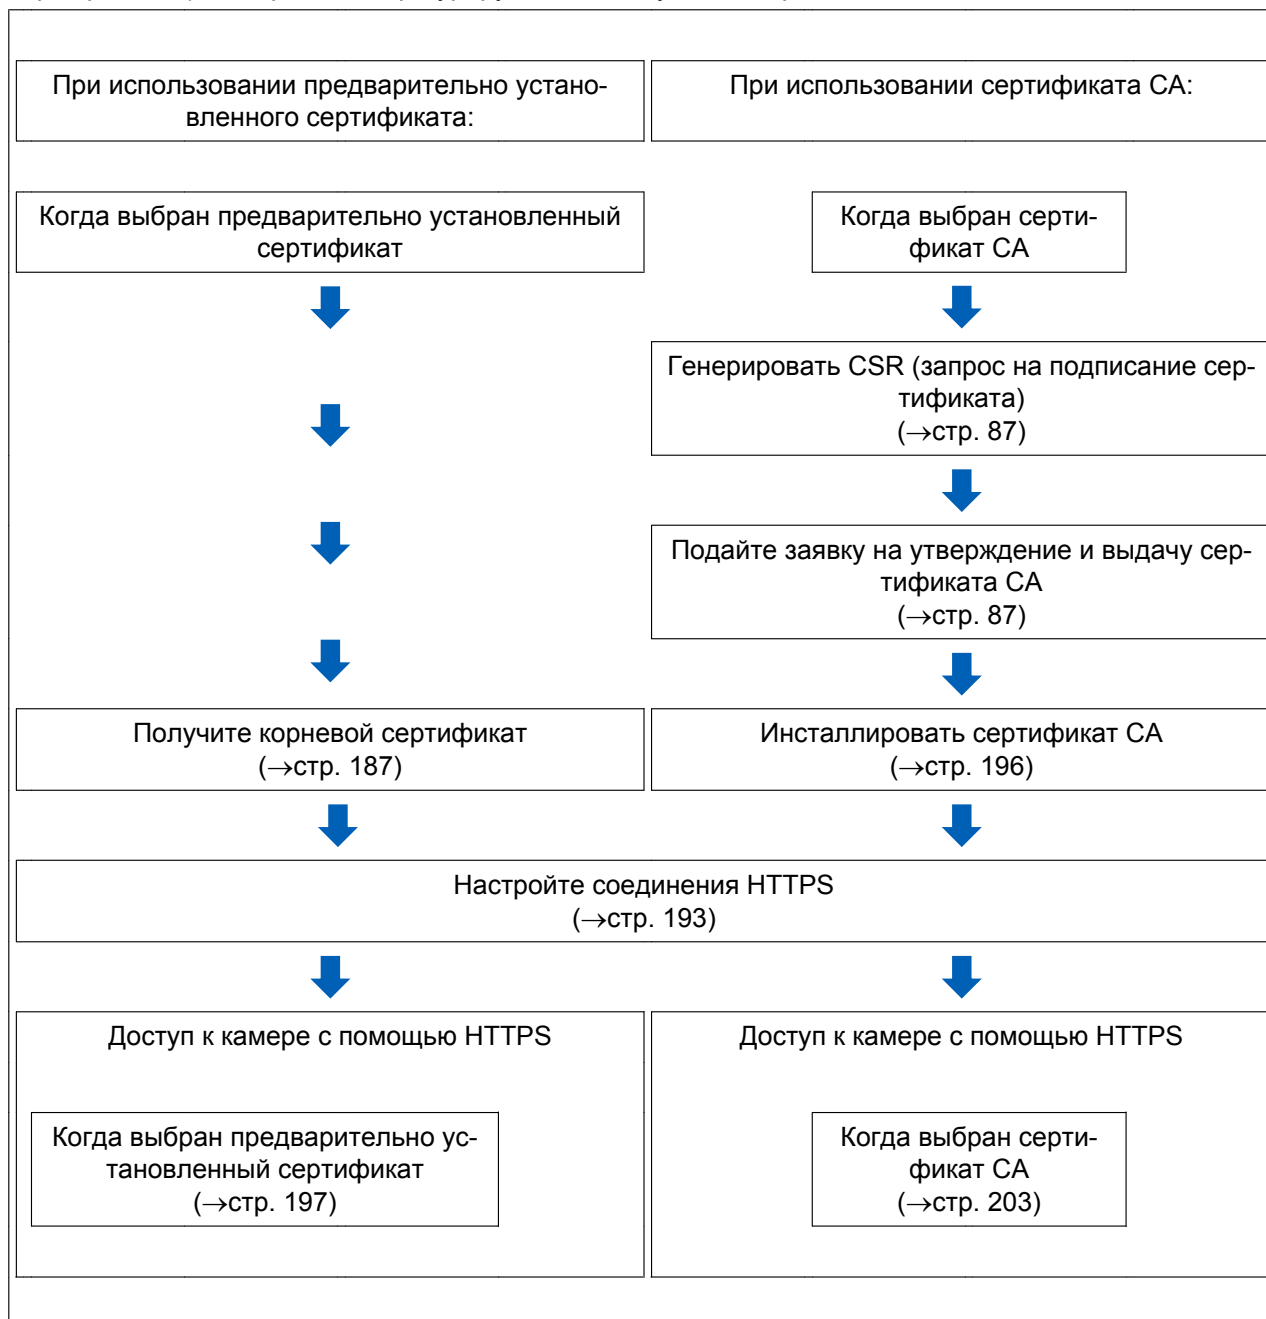 При использовании предварительно уста-
новленного сертификата:
При использовании сертификата CA:
Когда выбран предварительно установленный
сертификат
Когда выбран серти-
фикат CA
Генерировать CSR (запрос на подписание сер-
тификата)
(→стр. 87)
Подайте заявку на утверждение и выдачу сер-
тификата CA
(→стр. 87)
Получите корневой сертификат
(→стр. 187)
Инсталлировать сертификат CA
(→стр. 196)
Настройте соединения HTTPS
(→стр. 193)
Доступ к камере с помощью HTTPS
Когда выбран предварительно ус-
тановленный сертификат
(→стр. 197)
Доступ к камере с помощью HTTPS
Когда выбран серти-
фикат CA
(→стр. 203)